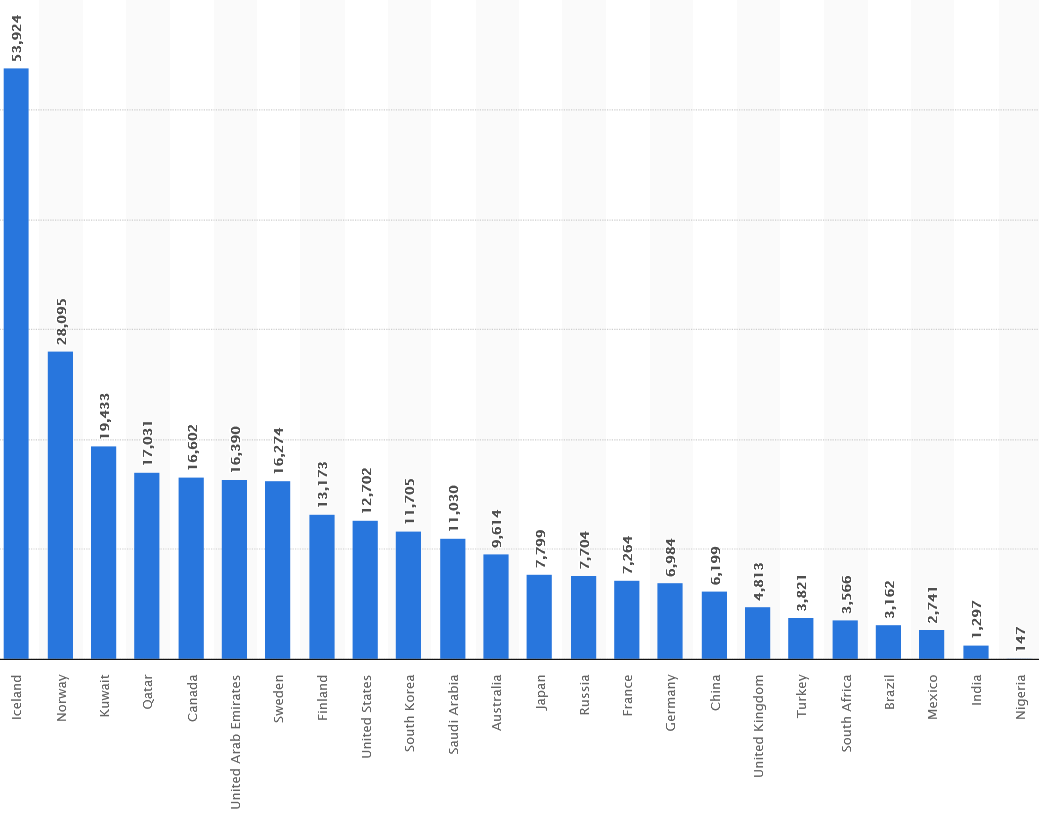 53,924
28,095
19,433
17,031
16,602
16,390
16,274
13,173
12,702
11,705
11,030
9,614
7,799
7,704
7,264
6,984
6,199
4,813
3,821
3,566
3,162
2,741
1,297
147
Iceland
Norway
Kuwait
Qatar
Canada
United Arab Emirates
Sweden
Finland
United States
South Korea
Saudi Arabia
Australia
Japan
Russia
France
Germany
China
United Kingdom
Turkey
South Africa
Brazil
Mexico
India
Nigeria